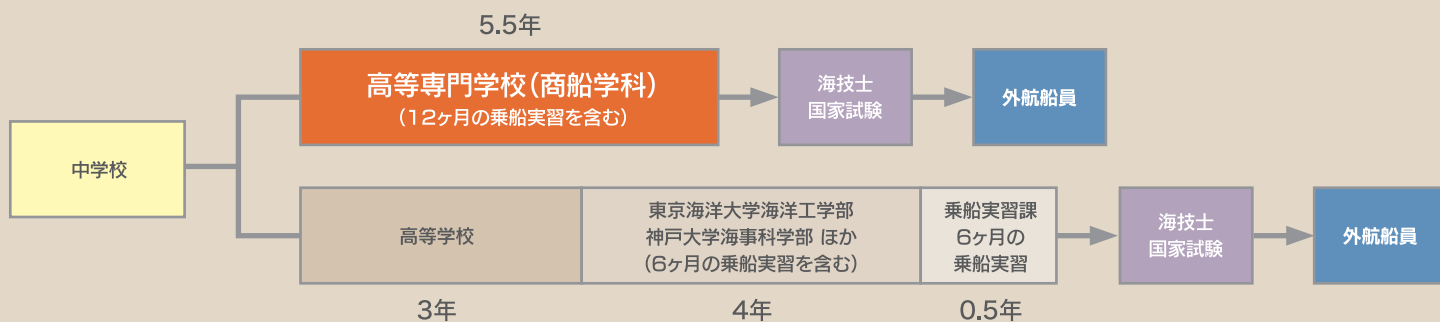 5.5年
高等専門学校(商船学科)
(12ヶ月の乗船実習を含む)
海技士
国家試験
外航船員
中学校
高等学校
東京海洋大学海洋工学部
神戸大学海事科学部 ほか
(6ヶ月の乗船実習を含む)
乗船実習課
6ヶ月の
乗船実習
海技士
国家試験
外航船員
3年
4年
0.5年